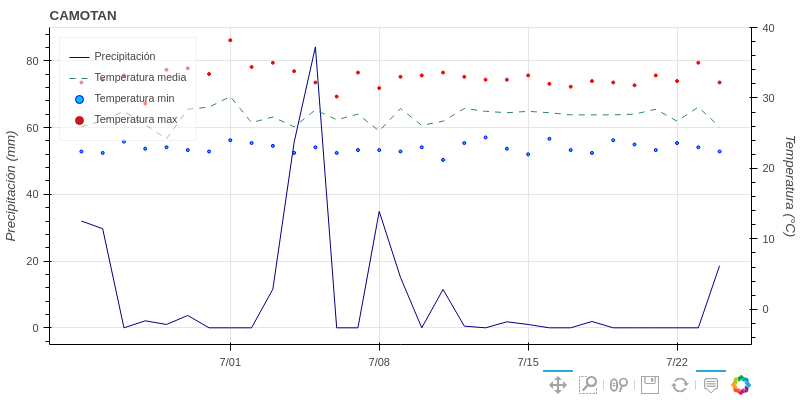 CAMOTAN
Precipitación
Temperatura media
Temperatura min
Temperatura max
Precipitación (mm)
80
60
40
20
0
Temperatura (°C)
40
30
20
10
0
7/01
7/08
7/15
7/22